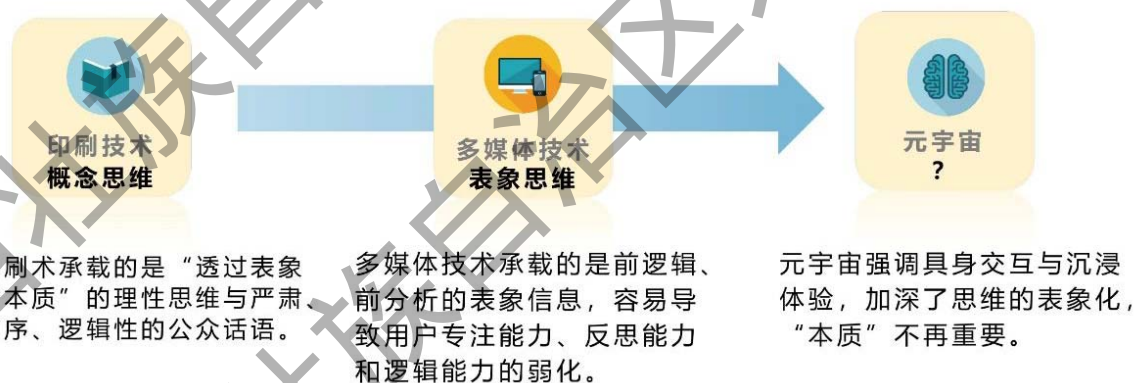 印刷技术
概念思维
多媒体技术
表象思维
元宇宙
?
刷术承载的是“透过表象
本质”的理性思维与严肃、
序、逻辑性的公众话语。
多媒体技术承载的是前逻辑、
前分析的表象信息，容易导
致用户专注能力、反思能力
和逻辑能力的弱化。
元宇宙强调具身交互与沉浸
体验，加深了思维的表象化，
“本质”不再重要。